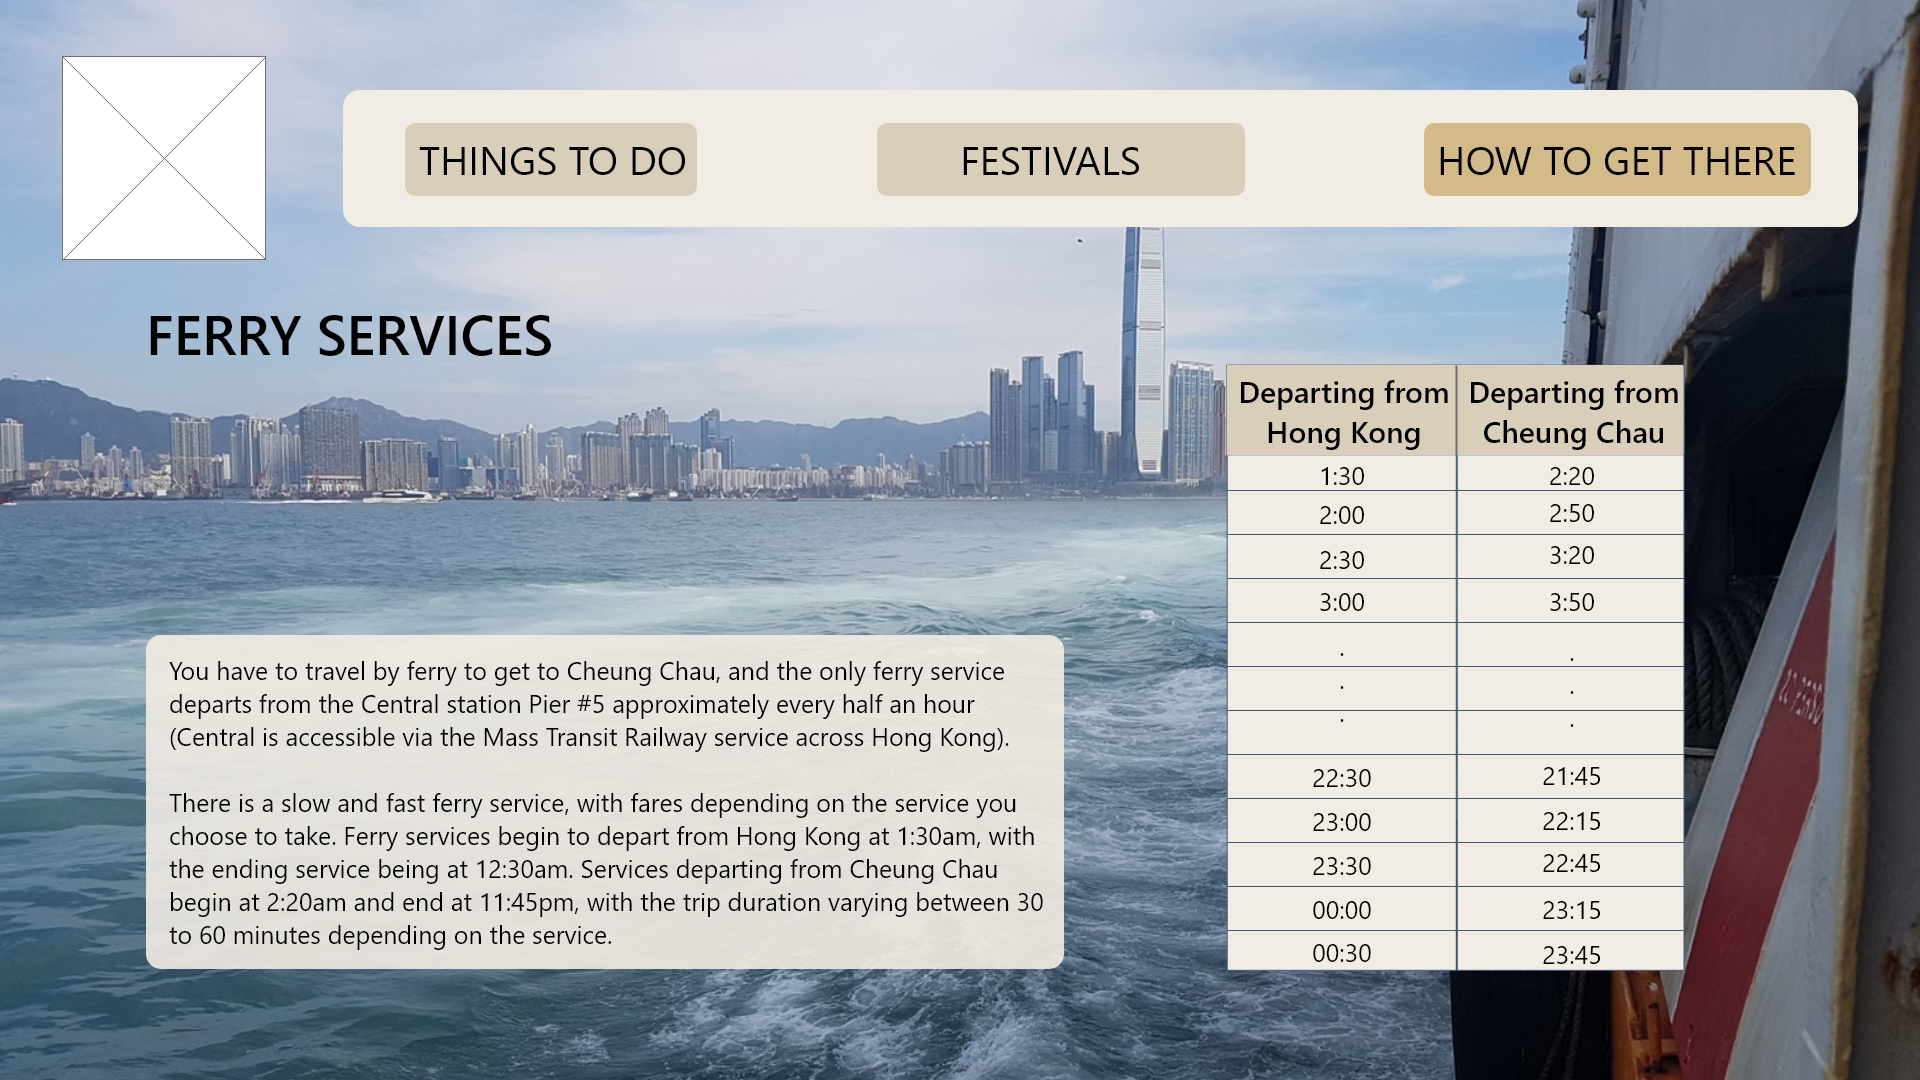 THINGS TO DO
FESTIVALS
HOW TO GET THERE
FERRY SERVICES
You have to travel by ferry to get to Cheung Chau, and the only ferry service
departs from the Central station Pier #5 approximately every half an hour
(Central is accessible via the Mass Transit Railway service across Hong Kong).
There is a slow and fast ferry service, with fares depending on the service you
choose to take. Ferry services begin to depart from Hong Kong at 1:30am, with
the ending service being at 12:30am. Services departing from Cheung Chau
begin at 2:20am and end at 11:45pm, with the trip duration varying between 30
to 60 minutes depending on the service.
Departing from Hong Kong Departing from Cheung Chau
1:30 2:20
2:00 2:50
2:30 3:20
3:00 3:50
. .
. .
. .
22:30 21:45
23:00 22:15
23:30 22:45
00:00 23:15
00:30 23:45